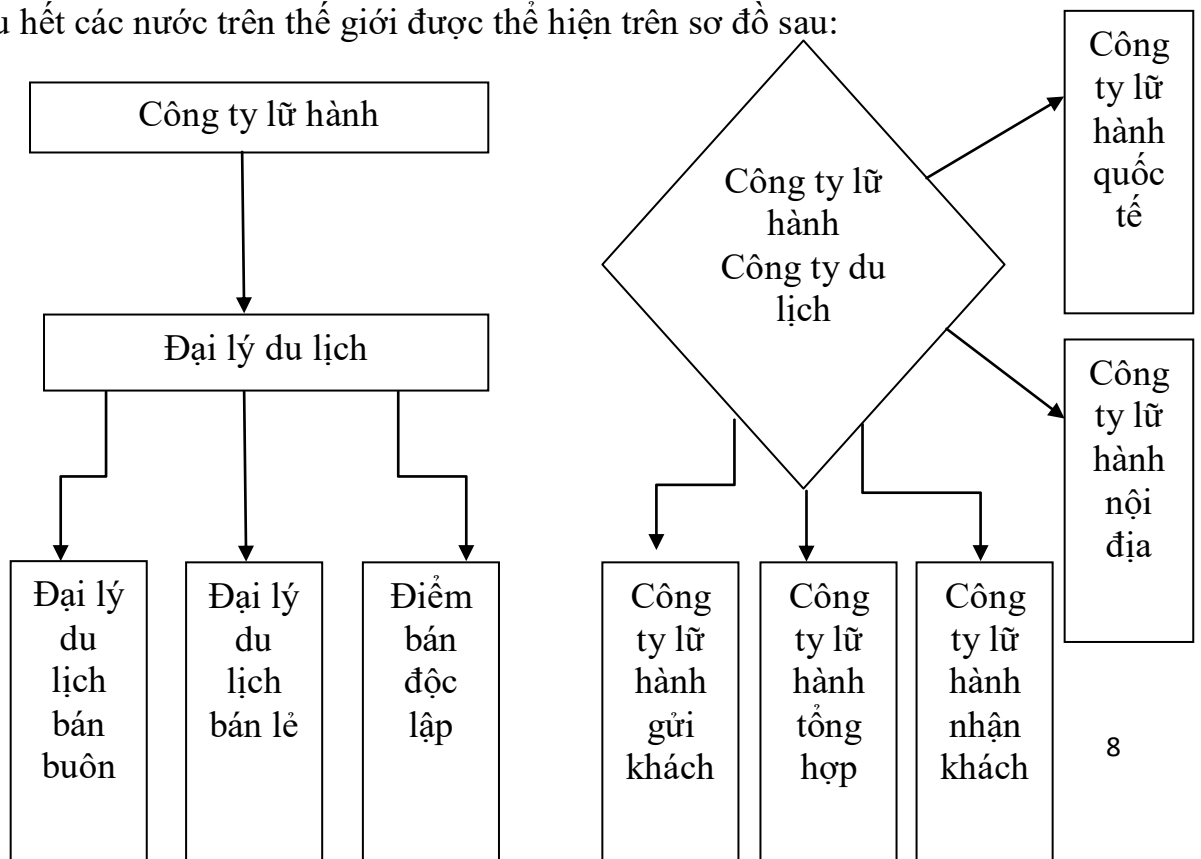 hết các nước trên thế giới được thể hiện trên sơ đồ sau:
Công ty lữ hành
Đại lý du lịch
Đại lý
du
lịch
bán
buôn
Đại lý
du
lịch
bán lẻ
Điểm
bán
độc
lập
Công ty lữ
hành
Công ty du
lịch
Công
ty lữ
hành
quốc
tế
Công
ty lữ
hành
nội
địa
Công
ty lữ
hành
gửi
khách
Công
ty lữ
hành
tổng
hợp
Công
ty lữ
hành
nhận
khách
8